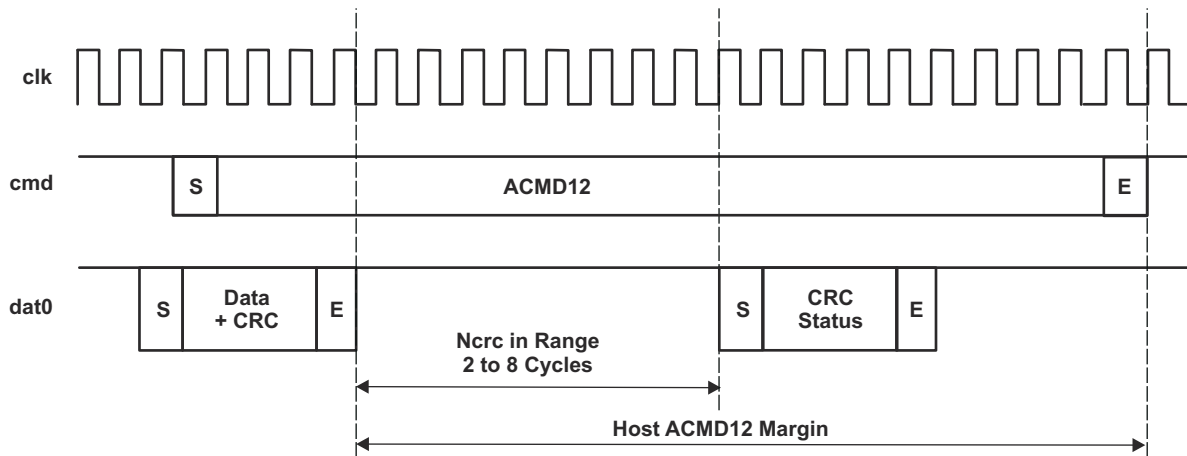 clk
cmd
S
ACMD12
E
dat0
S
Data
+ CRC
E
S
CRC
Status
E
Ncrc in Range
2 to 8 Cycles
Host ACMD12 Margin